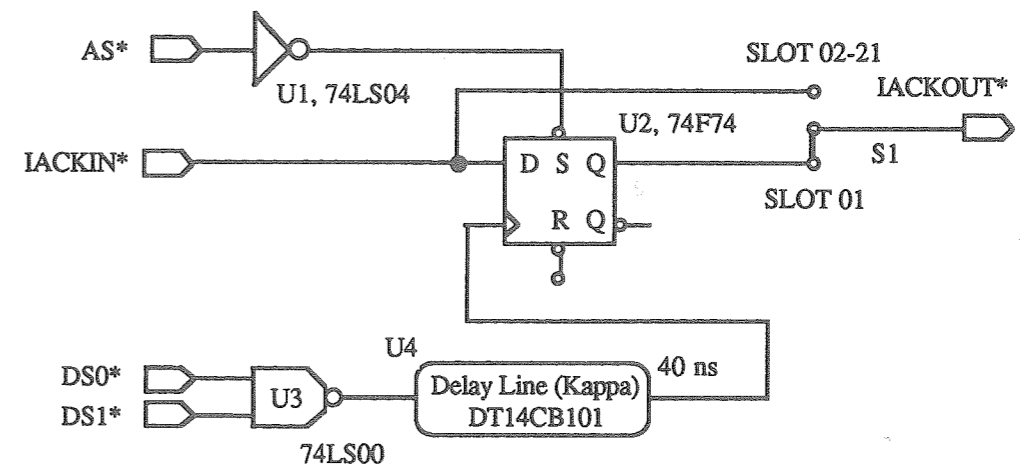 AS*
U1, 74LS04
SLOT 02-21
IACKOUT*
U2, 74F74
IACKIN*
D S Q
S1
SLOT 01
R Q
U4
40 ns
DS0*
DS1*
U3
Delay Line (Kappa)
DT14CB101
74LS00